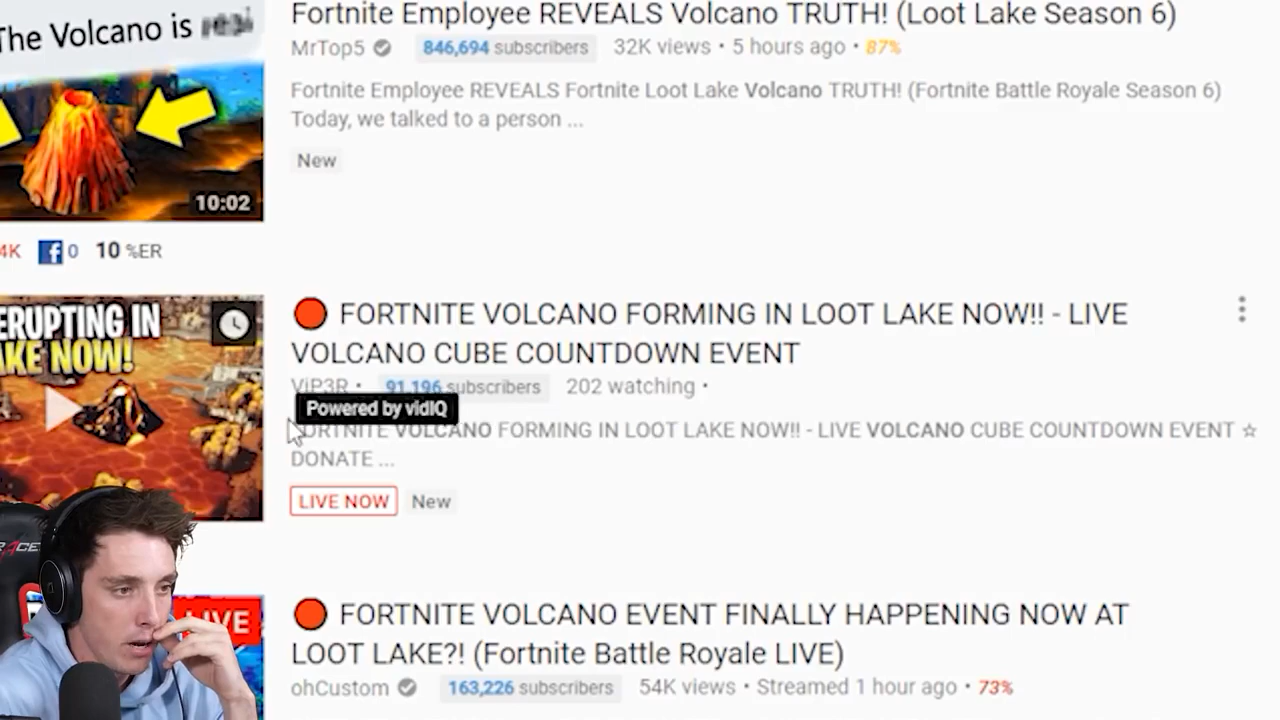 The Volcano is
Fortnite Employee REVEALS Volcano TRUTH! (Loot Lake Season 6)
MrTop5 846,694 subscribers 32K views • 5 hours ago • 87%
Fortnite Employee REVEALS Fortnite Loot Lake Volcano TRUTH! (Fortnite Battle Royale Season 6)
Today, we talked to a person ...
New
10:02
4K f 0 10 %ER
ERUPTING IN
AKE NOW!
FORTNITE VOLCANO FORMING IN LOOT LAKE NOW!! - LIVE
VOLCANO CUBE COUNTDOWN EVENT
ViP3R • 91,196 subscribers 202 watching •
Powered by vidIQ
FORTNITE VOLCANO FORMING IN LOOT LAKE NOW!! - LIVE VOLCANO CUBE COUNTDOWN EVENT ☆
DONATE ...
LIVE NOW New
LIVE
FORTNITE VOLCANO EVENT FINALLY HAPPENING NOW AT
LOOT LAKE?! (Fortnite Battle Royale LIVE)
ohCustom 163,226 subscribers 54K views • Streamed 1 hour ago • 73%